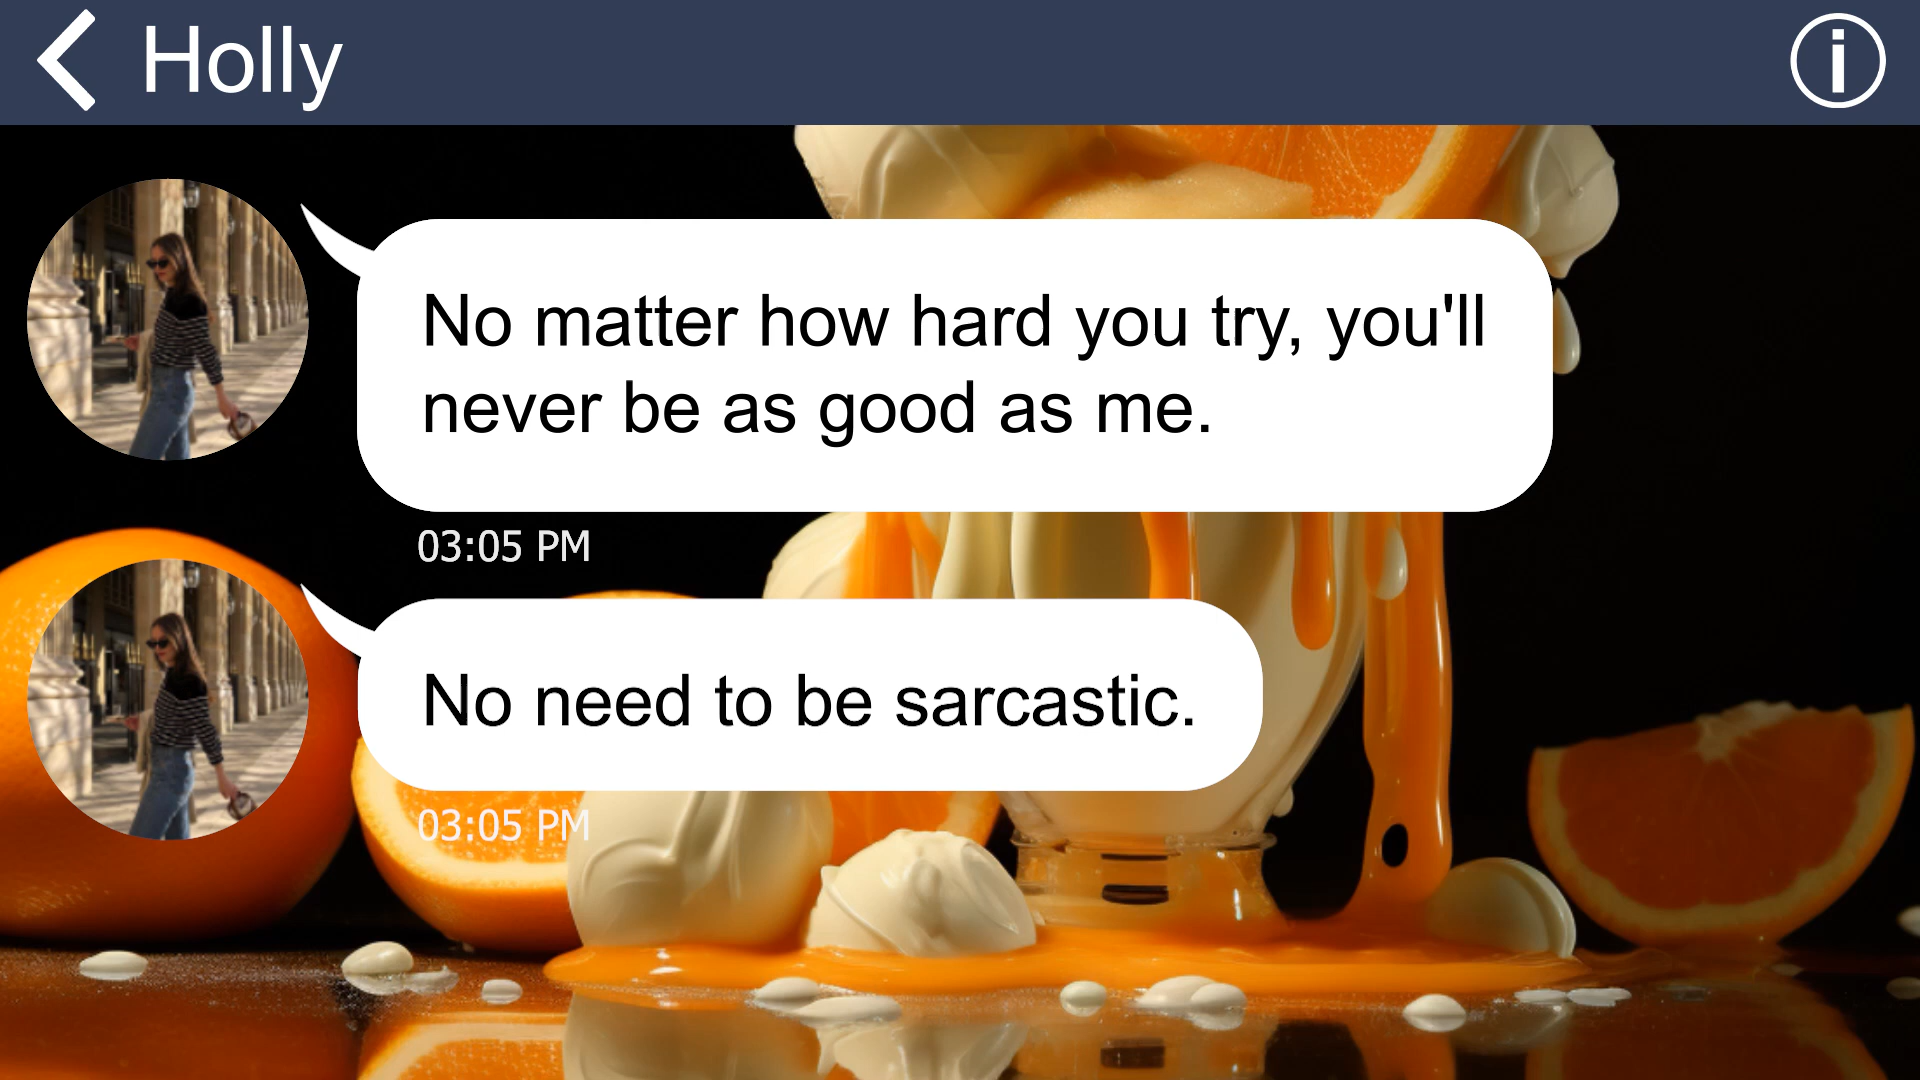 Holly
No matter how hard you try, you'll
never be as good as me.
03:05 PM
No need to be sarcastic.
03:05 PM